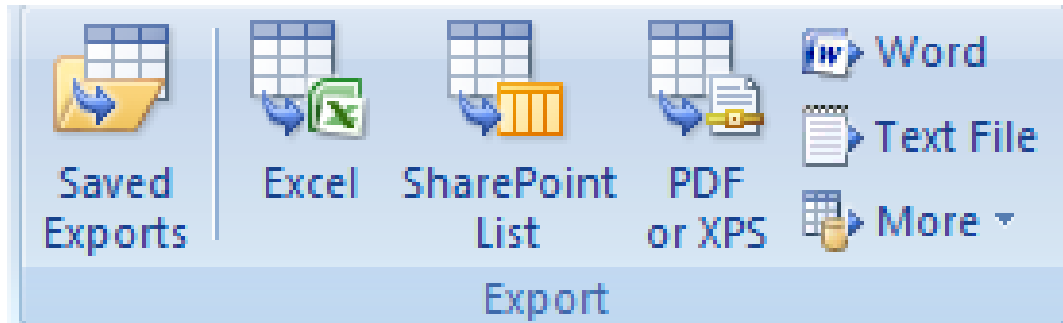 Saved
Exports
Excel
SharePoint
List
PDF
or XPS
Word
Text File
More
Export